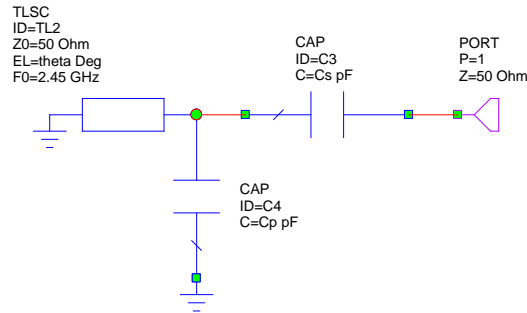 TLSC
ID=TL2
Z0=50 Ohm
EL=theta Deg
F0=2.45 GHz
CAP
ID=C3
C=Cs pF
PORT
P=1
Z=50 Ohm
CAP
ID=C4
C=Cp pF